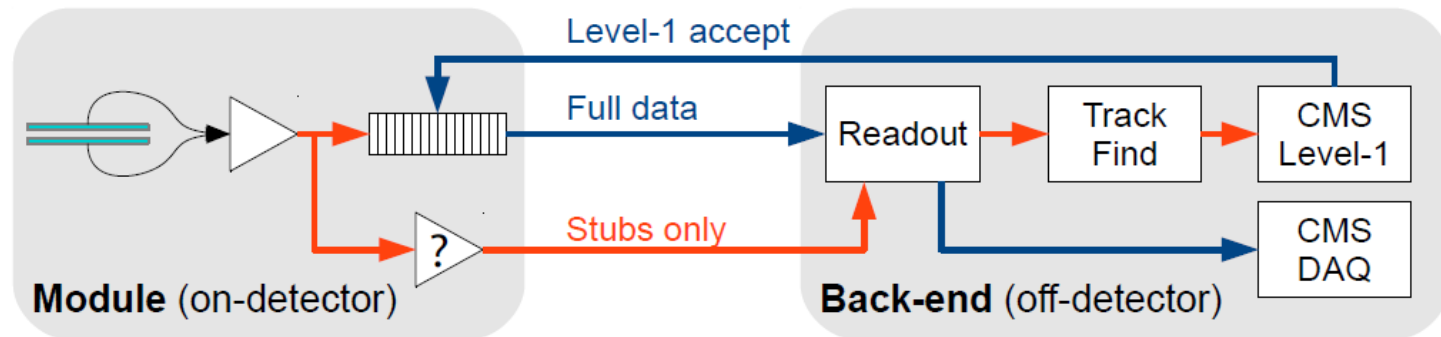 Level-1 accept
Full data
Readout
Track
Find
CMS
Level-1
?
Stubs only
CMS
DAQ
Module (on-detector)
Back-end (off-detector)